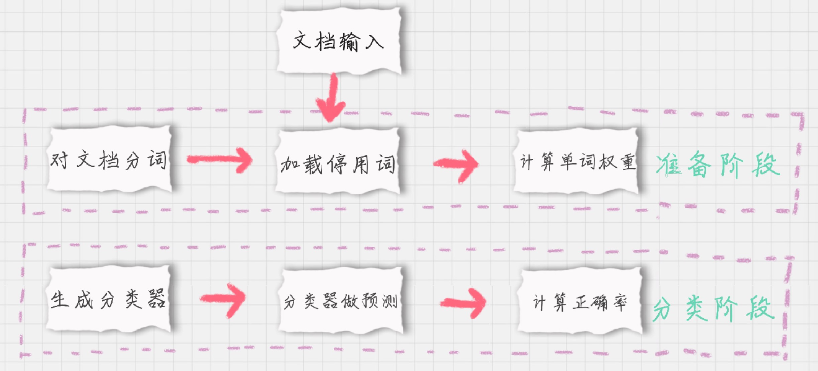 文档输入
对文档分词
加载停用词
计算单词权重
准备阶段
生成分类器
分类器做预测
计算正确率
分类阶段